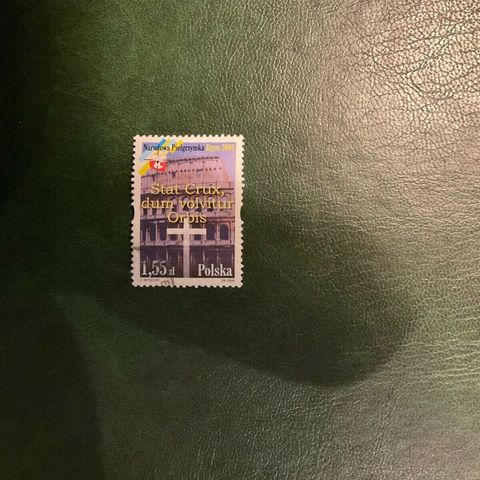 Narodowa Pielgrzymka Rzym 2000
Stat Crux,
dum volvitur
Orbis
1,55 zł Polska